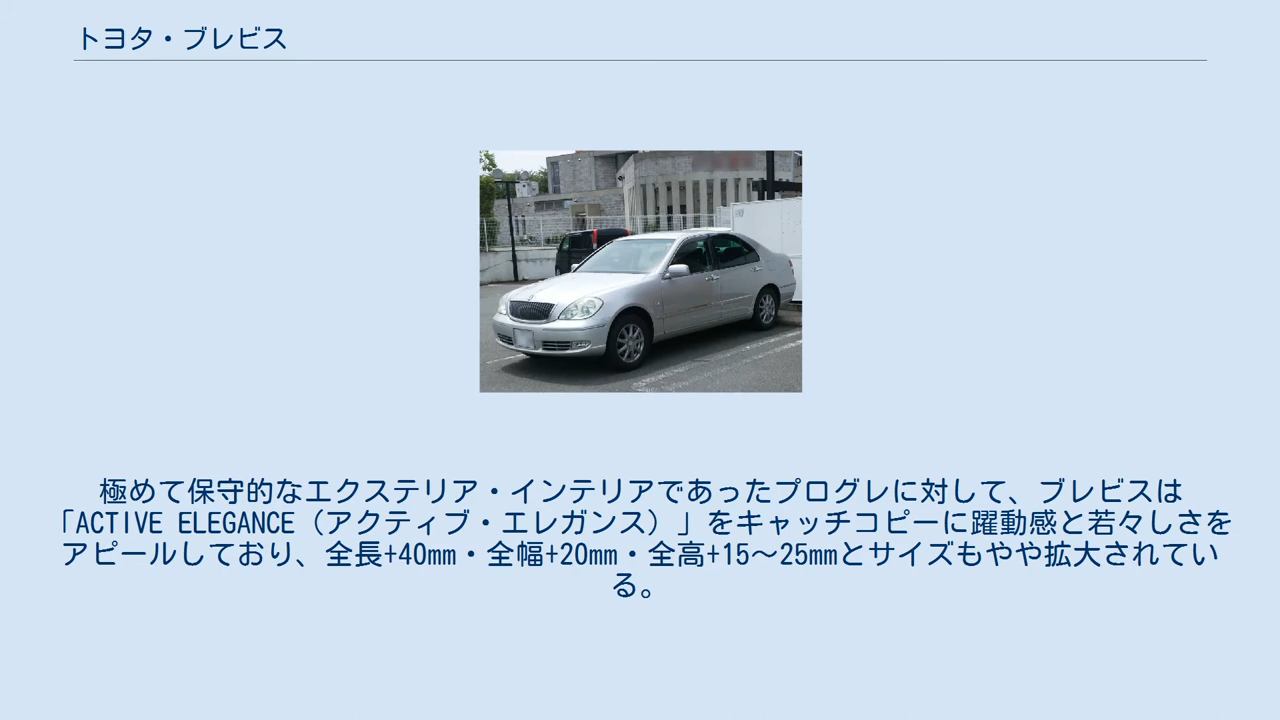 トヨタ・ブレビス
極めて保守的なエクステリア・インテリアであったプログレに対して、ブレビスは
「ACTIVE ELEGANCE（アクティブ・エレガンス）」をキャッチコピーに躍動感と若々しさを
アピールしており、全長+40mm・全幅+20mm・全高+15〜25mmとサイズもやや拡大されてい
る。